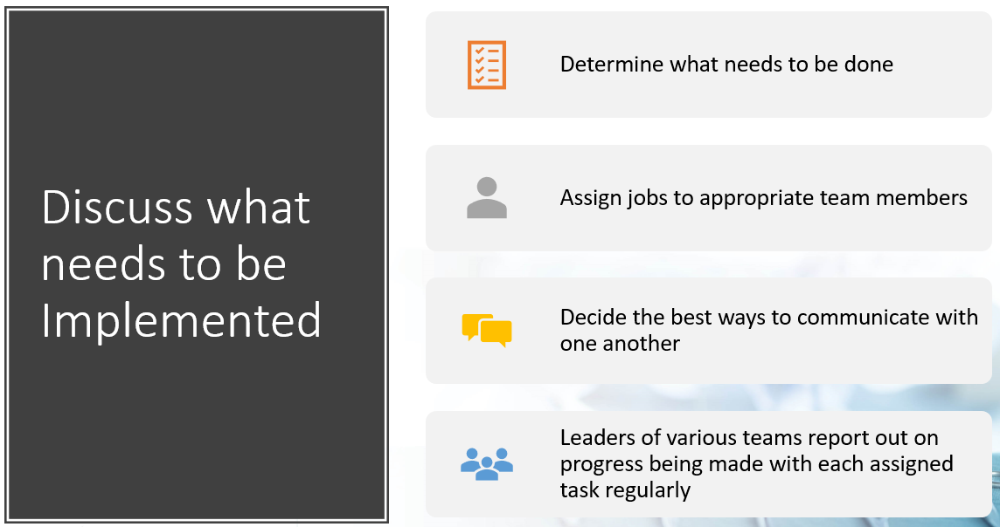 Discuss what
needs to be
Implemented
Determine what needs to be done
Assign jobs to appropriate team members
Decide the best ways to communicate with
one another
Leaders of various teams report out on
progress being made with each assigned
task regularly